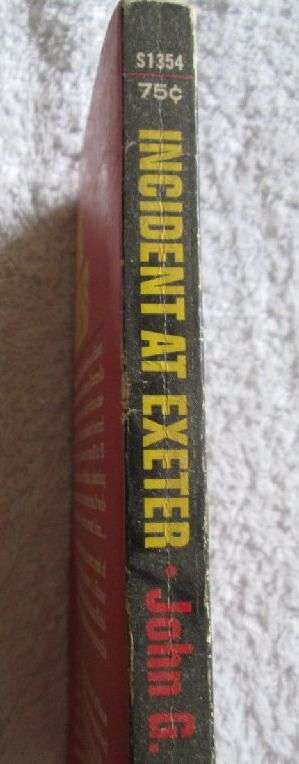 S1354
75¢
INCIDENT AT EXETER • John G.